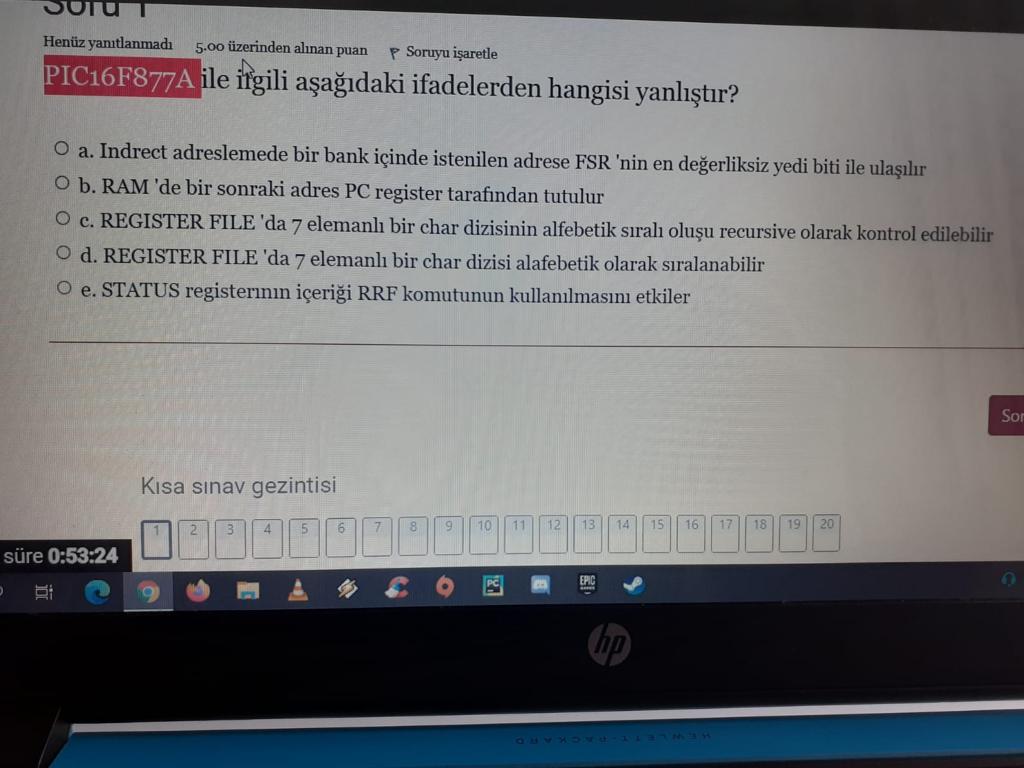 Soru 1
Henüz yanıtlanmadı 5.00 üzerinden alınan puan Soruyu işaretle
PIC16F877A ile ilgili aşağıdaki ifadelerden hangisi yanlıştır?
a. Indrect adreslemede bir bank içinde istenilen adrese FSR 'nin en değerliksiz yedi biti ile ulaşılır
b. RAM 'de bir sonraki adres PC register tarafından tutulur
c. REGISTER FILE 'da 7 elemanlı bir char dizisinin alfebetik sıralı oluşu recursive olarak kontrol edilebilir
d. REGISTER FILE 'da 7 elemanlı bir char dizisi alafebetik olarak sıralanabilir
e. STATUS registerının içeriği RRF komutunun kullanılmasını etkiler
Son
Kısa sınav gezintisi
1 2 3 4 5 6 7 8 9 10 11 12 13 14 15 16 17 18 19 20
süre 0:53:24
PC
EPIC
GAMES
hp
HEWLETT-PACKARD